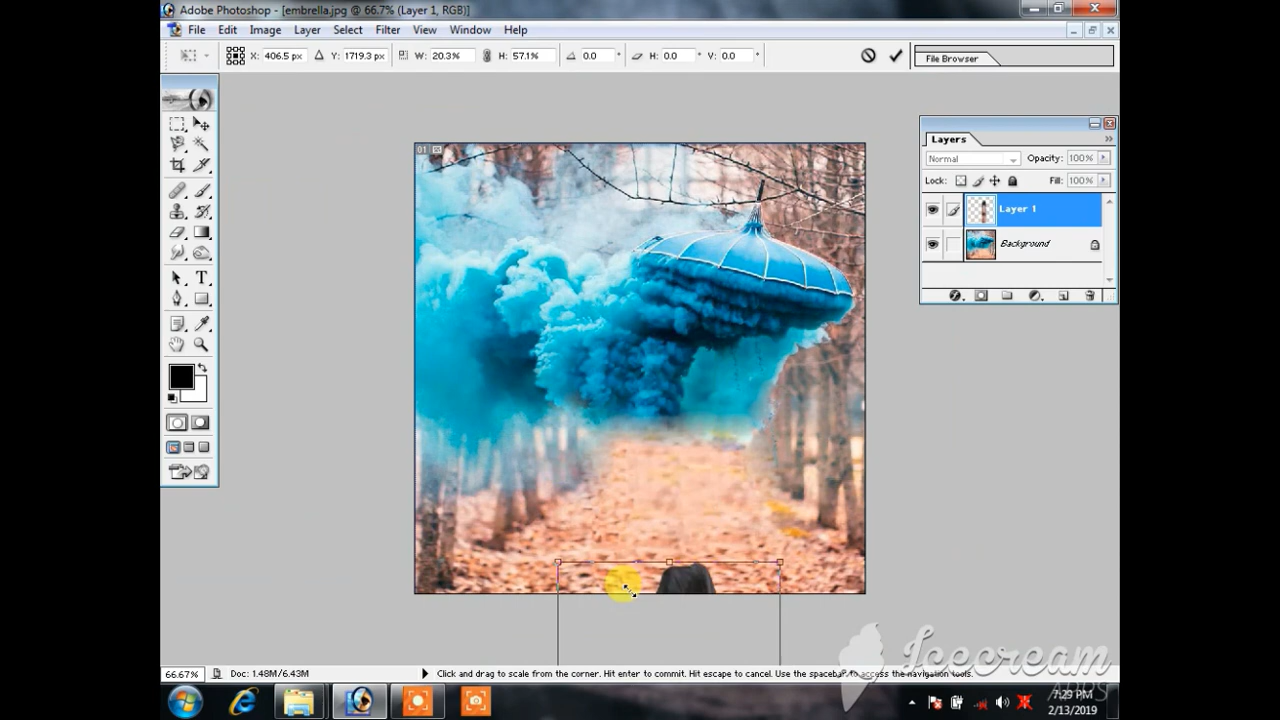 Adobe Photoshop - [embrella.jpg @ 66.7% (Layer 1, RGB)]
File Edit Image Layer Select Filter View Window Help
X: 406.5 px Y: 1719.3 px W: 20.3% H: 57.1% 0.0 ° H: 0.0 ° V: 0.0 °
File Browser
01
Layers
Normal Opacity: 100%
Lock: Fill: 100%
Layer 1
Background
T
66.67% Doc: 1.48M/6.43M Click and drag to scale from the corner. Hit enter to commit. Hit escape to cancel. Use the spacebar to access the navigation tools.
Icecream
APPS
7:29 PM
2/13/2019